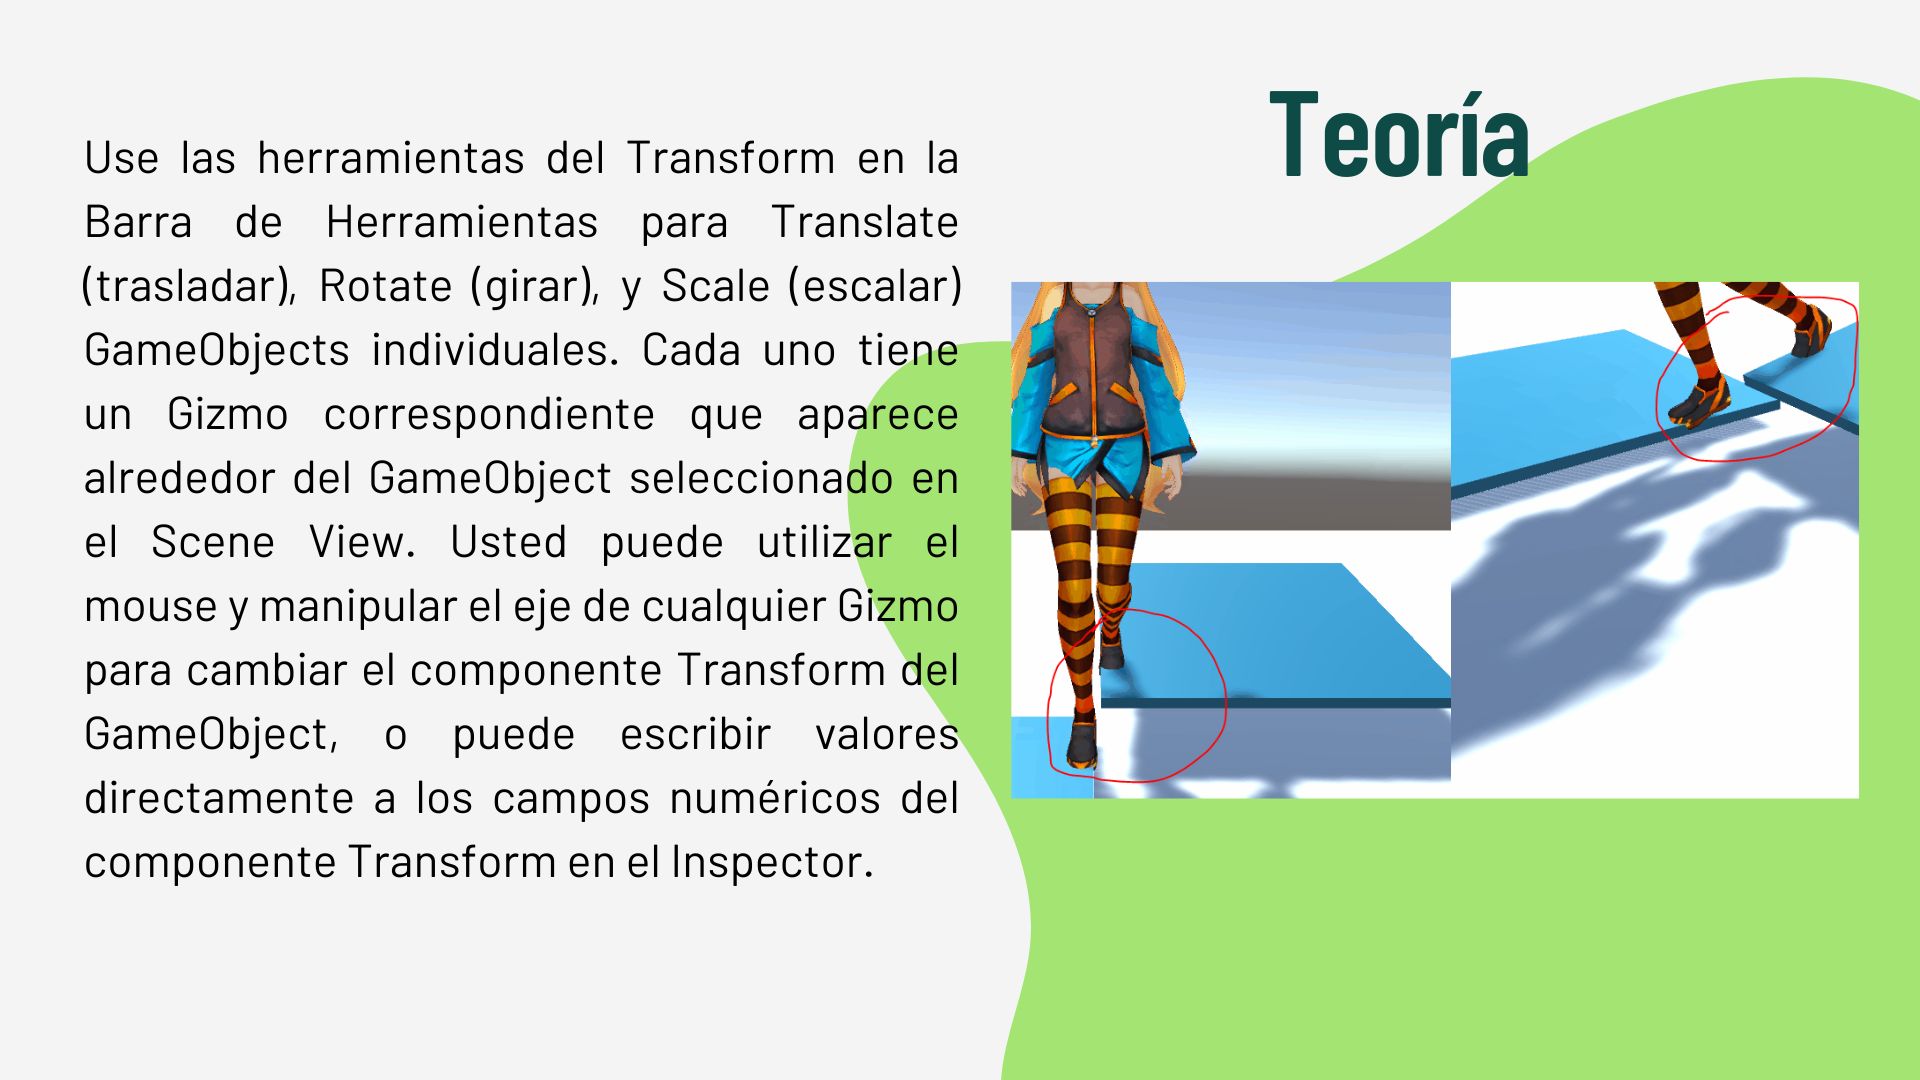 Teoría
Use las herramientas del Transform en la
Barra de Herramientas para Translate
(trasladar), Rotate (girar), y Scale (escalar)
GameObjects individuales. Cada uno tiene
un Gizmo correspondiente que aparece
alrededor del GameObject seleccionado en
el Scene View. Usted puede utilizar el
mouse y manipular el eje de cualquier Gizmo
para cambiar el componente Transform del
GameObject, o puede escribir valores
directamente a los campos numéricos del
componente Transform en el Inspector.